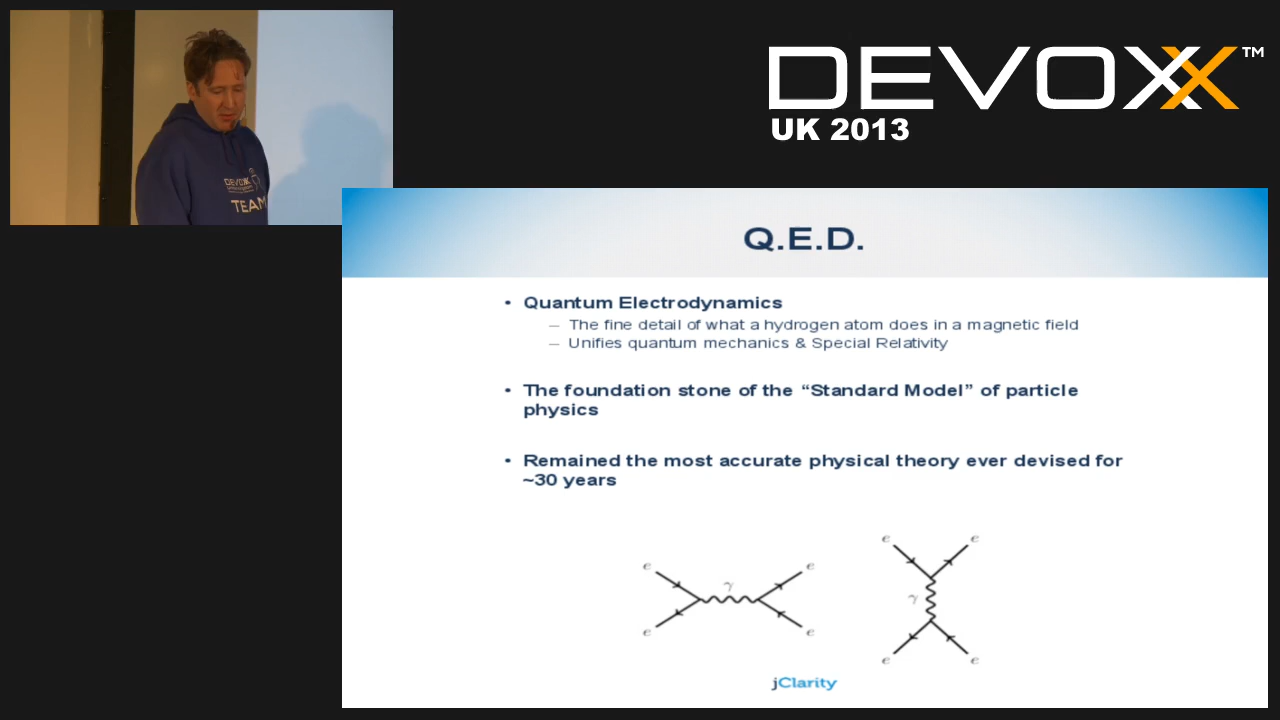 DEVOXX™
UK 2013
DEVOXX
TEAM
Q.E.D.
• Quantum Electrodynamics
– The fine detail of what a hydrogen atom does in a magnetic field
– Unifies quantum mechanics & Special Relativity
• The foundation stone of the “Standard Model” of particle
physics
• Remained the most accurate physical theory ever devised for
~30 years
e e
γ
e e
e e
γ
e e
jClarity